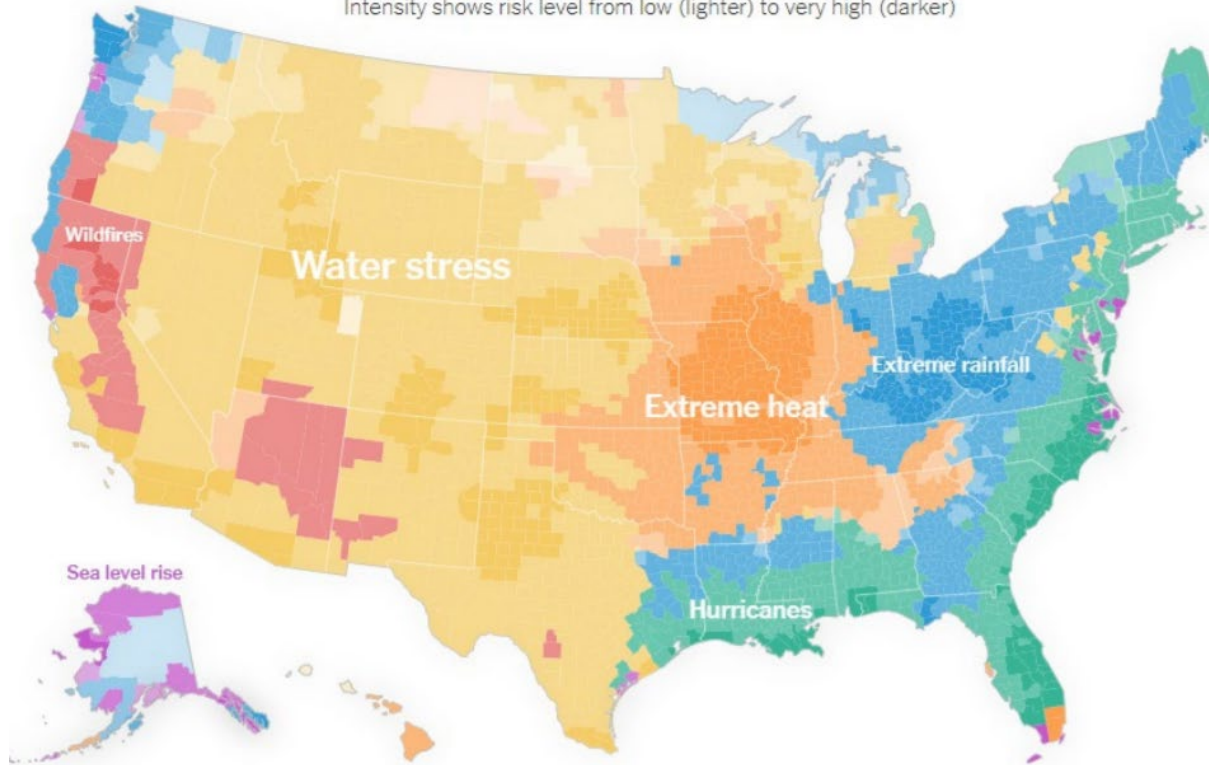 Intensity shows risk level from low (lighter) to very high (darker)
Wildfires
Water stress
Extreme rainfall
Extreme heat
Sea level rise
Hurricanes